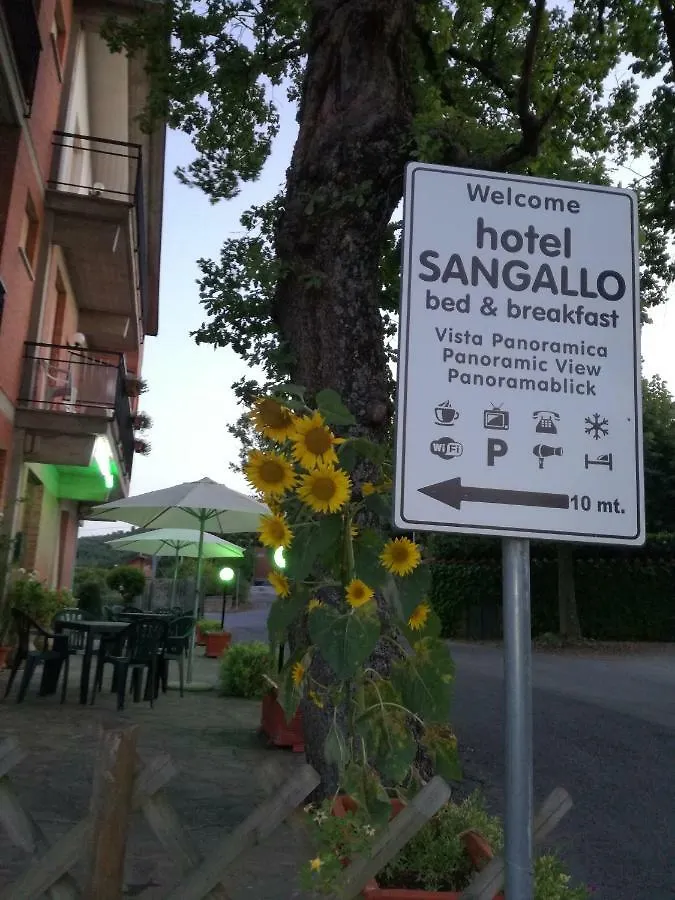 Welcome
hotel
SANGALLO
bed & breakfast
Vista Panoramica
Panoramic View
Panoramablick
WiFi P
10 mt.